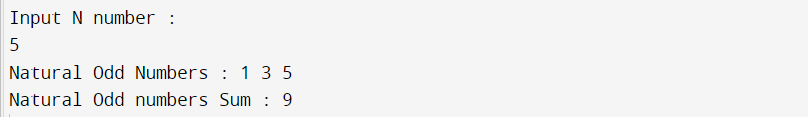 Input N number :
5
Natural Odd Numbers : 1 3 5
Natural Odd numbers Sum : 9